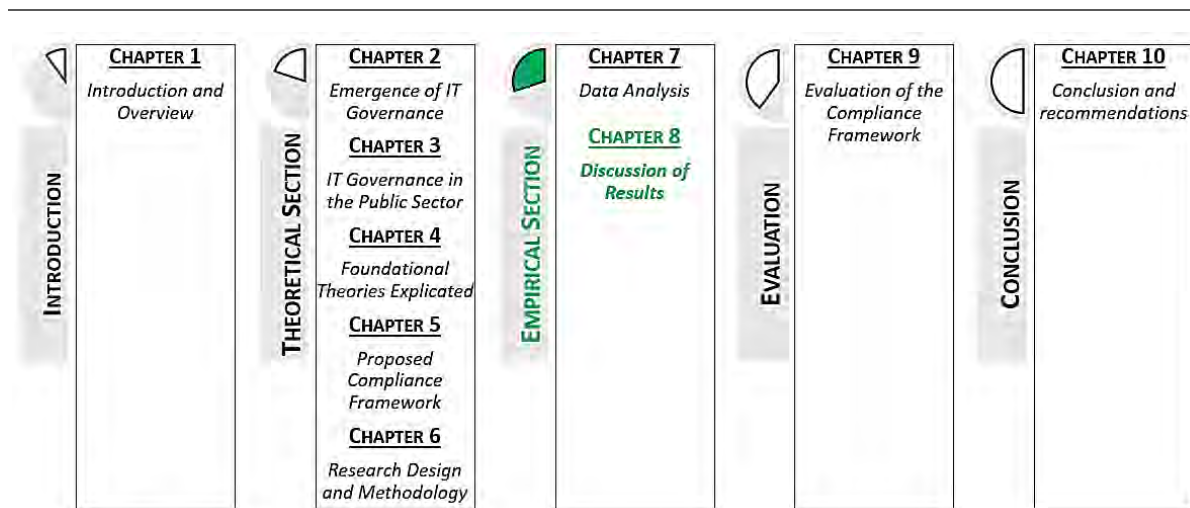 INTRODUCTION
CHAPTER 1
Introduction and
Overview
THEORETICAL SECTION
CHAPTER 2
Emergence of IT
Governance
CHAPTER 3
IT Governance in
the Public Sector
CHAPTER 4
Foundational
Theories Explicated
CHAPTER 5
Proposed
Compliance
Framework
CHAPTER 6
Research Design
and Methodology
EMPIRICAL SECTION
CHAPTER 7
Data Analysis
CHAPTER 8
Discussion of
Results
EVALUATION
CHAPTER 9
Evaluation of the
Compliance
Framework
CONCLUSION
CHAPTER 10
Conclusion and
recommendations